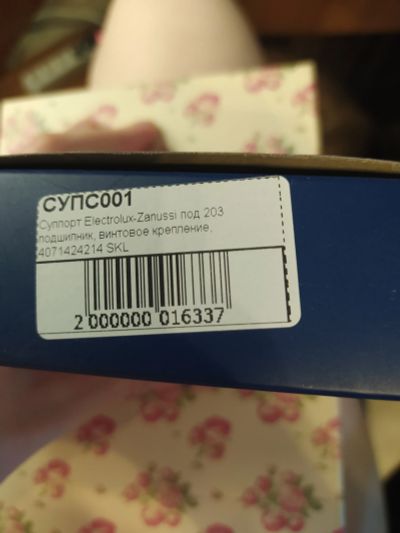 СУПС001
Суппорт Electrolux-Zanussi под 203
подшипник, винтовое крепление,
4071424214 SKL
2 000000 016337